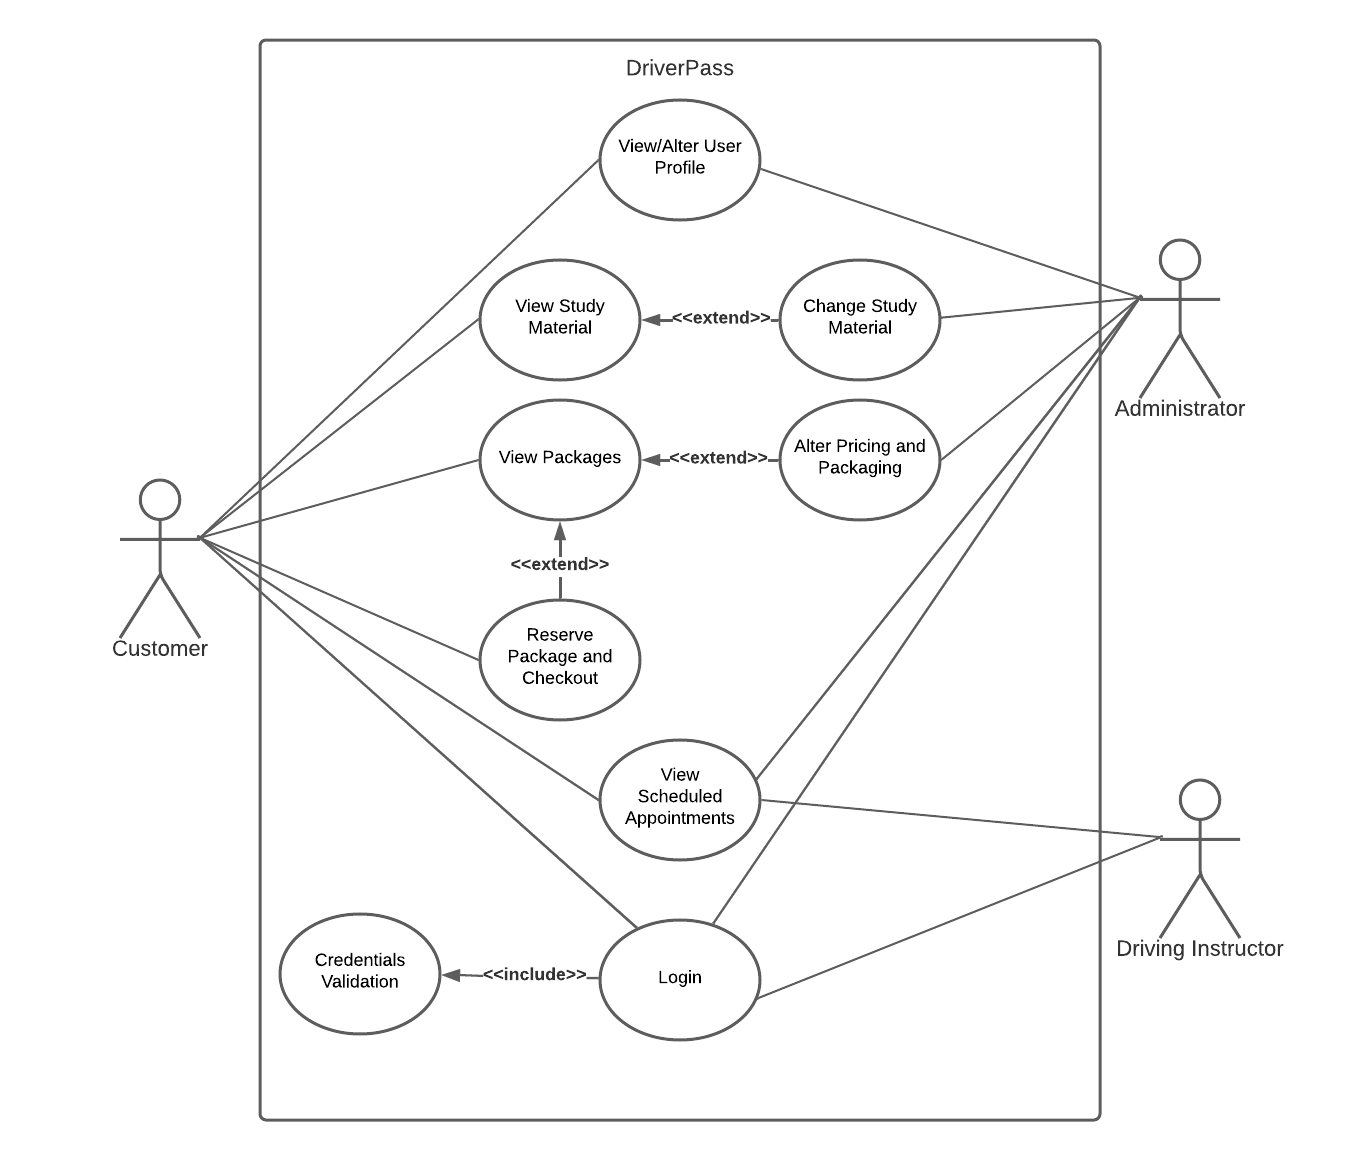 DriverPass
View/Alter User
Profile
View Study
Material
<<extend>>
Change Study
Material
Administrator
View Packages
<<extend>>
Alter Pricing and
Packaging
<<extend>>
Customer
Reserve
Package and
Checkout
View
Scheduled
Appointments
Driving Instructor
Credentials
Validation
<<include>>
Login